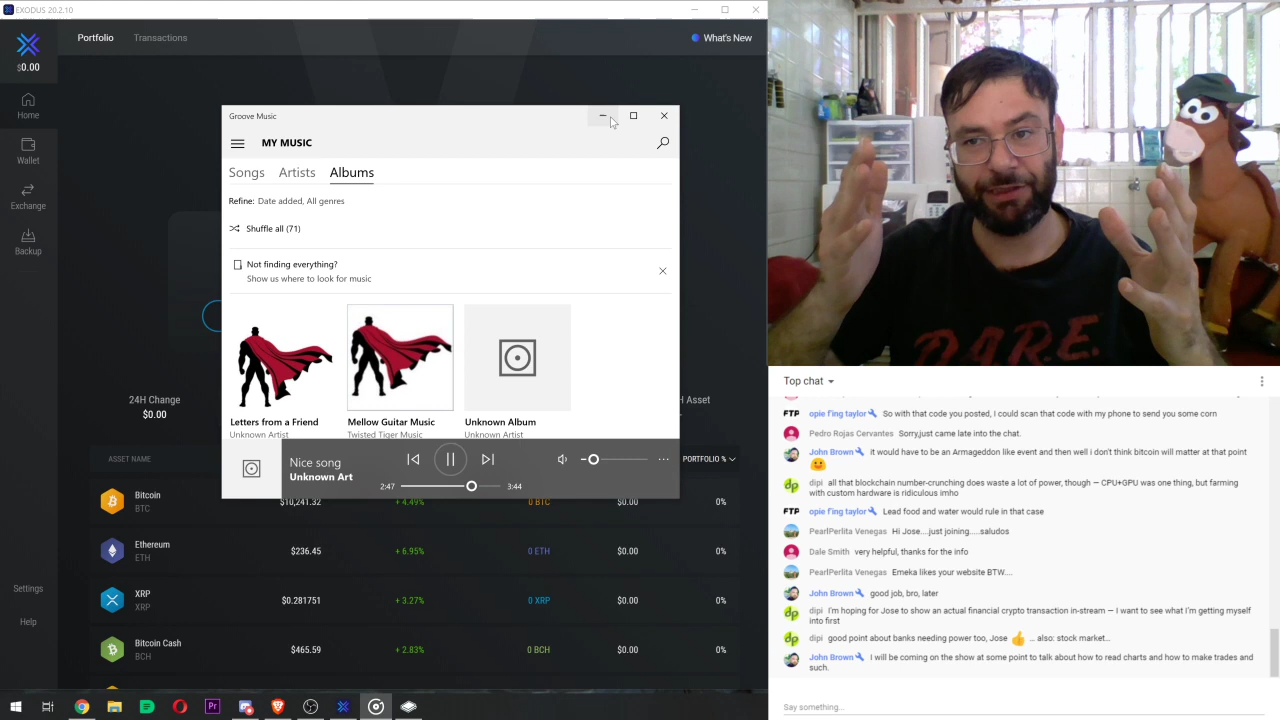 EXODUS 20.2.10
$0.00
Home
Wallet
Exchange
Backup
Settings
Help
Portfolio
Transactions
What's New
Groove Music
MY MUSIC
Songs
Artists
Albums
Refine: Date added, All genres
Shuffle all (71)
Not finding everything?
Show us where to look for music
Letters from a Friend
Unknown Artist
Mellow Guitar Music
Twisted Tiger Music
Unknown Album
Unknown Artist
Nice song
Unknown Art
2:47
3:44
24H Change
$0.00
H Asset
ASSET NAME
PORTFOLIO %
Bitcoin
BTC
$10,241.32
+ 4.49%
0 BTC
$0.00
0%
Ethereum
ETH
$236.45
+ 6.95%
0 ETH
$0.00
0%
XRP
XRP
$0.281751
+ 3.27%
0 XRP
$0.00
0%
Bitcoin Cash
BCH
$465.59
+ 2.83%
0 BCH
$0.00
0%
Pr
D.A.R.E.
Top chat
FTP opie f'ing taylor So with that code you posted, I could scan that code with my phone to send you some corn
Pedro Rojas Cervantes Sorry,just came late into the chat.
John Brown it would have to be an Armageddon like event and then well i don't think bitcoin will matter at that point
dp dipi all that blockchain number-crunching does waste a lot of power, though — CPU+GPU was one thing, but farming
with custom hardware is ridiculous imho
FTP opie f'ing taylor Lead food and water would rule in that case
PearlPerlita Venegas Hi Jose....just joining.....saludos
Dale Smith very helpful, thanks for the info
PearlPerlita Venegas Emeka likes your website BTW....
John Brown good job, bro, later
dp dipi I'm hoping for Jose to show an actual financial crypto transaction in-stream — I want to see what I'm getting myself
into first
dp dipi good point about banks needing power too, Jose 👍 ... also: stock market...
John Brown I will be coming on the show at some point to talk about how to read charts and how to make trades and
such.
Say something...